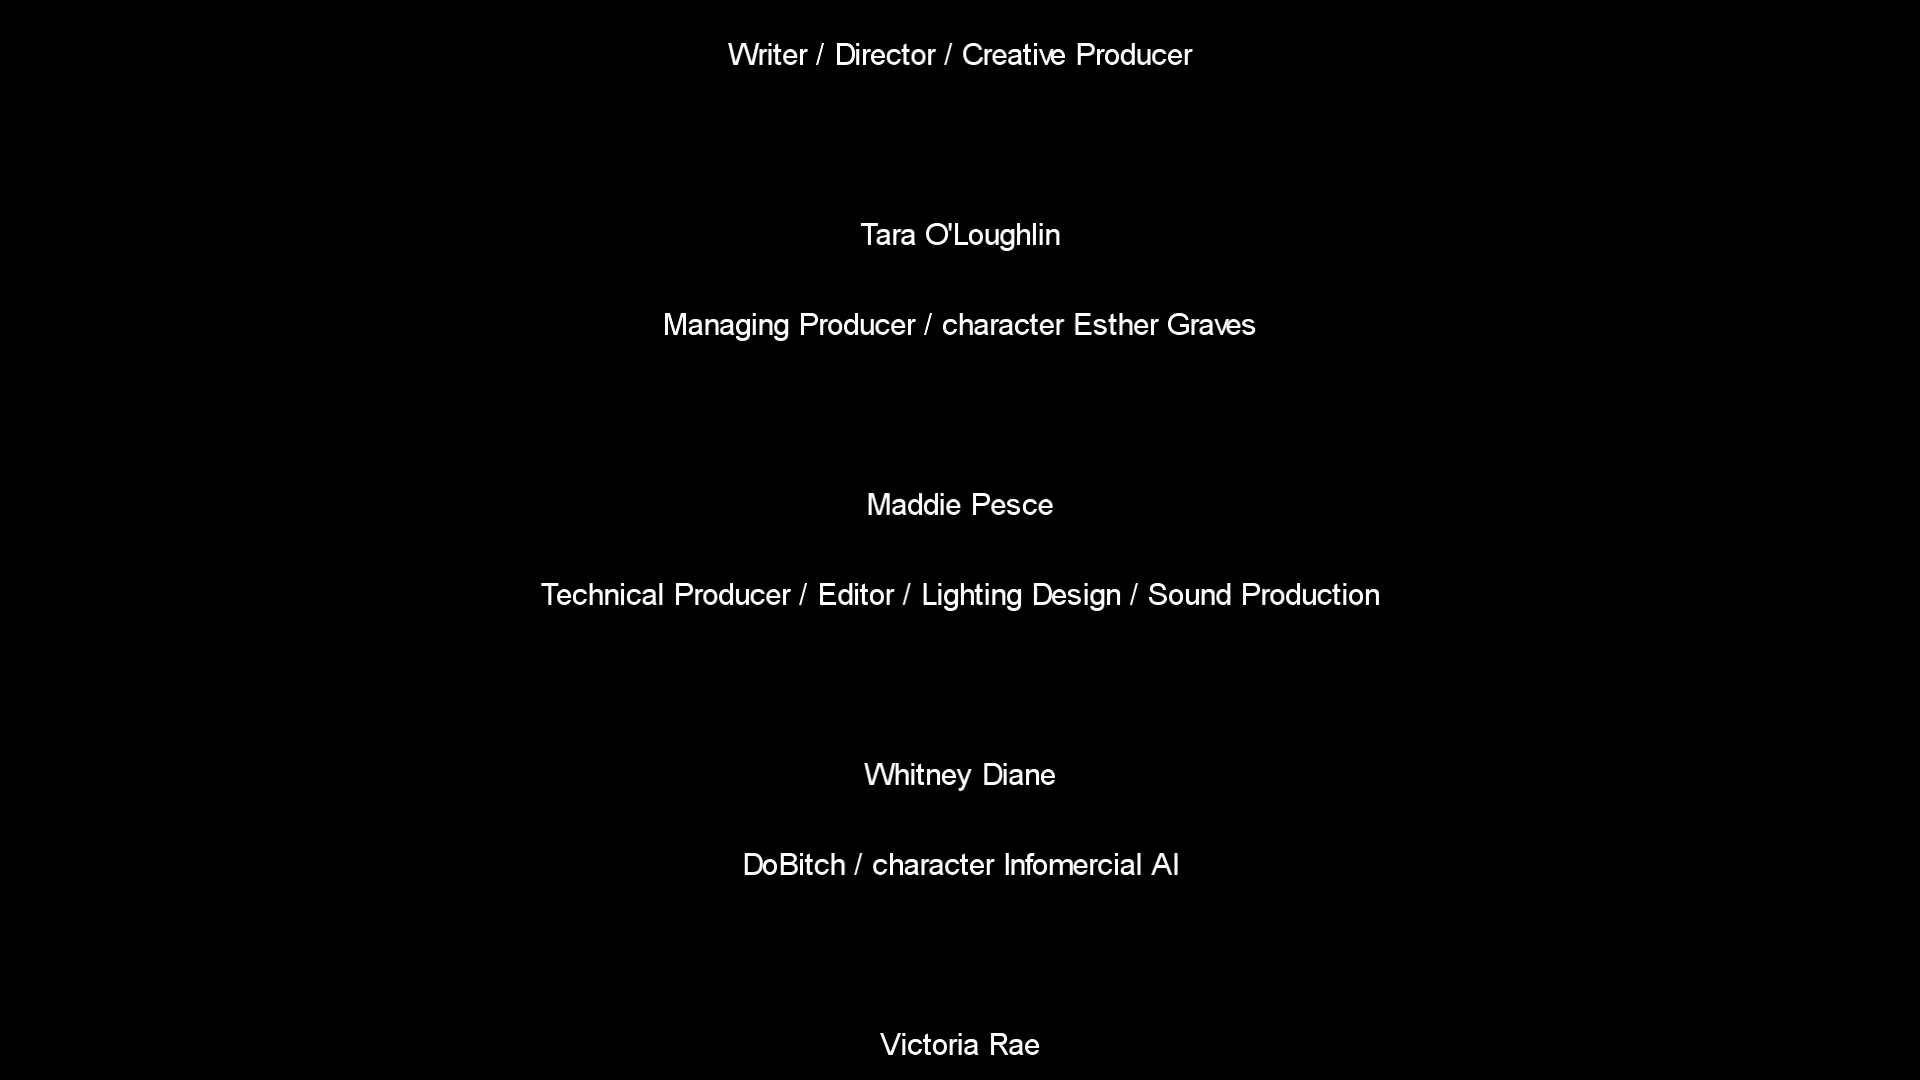 Writer / Director / Creative Producer
Tara O'Loughlin
Managing Producer / character Esther Graves
Maddie Pesce
Technical Producer / Editor / Lighting Design / Sound Production
Whitney Diane
DoBitch / character Infomercial AI
Victoria Rae